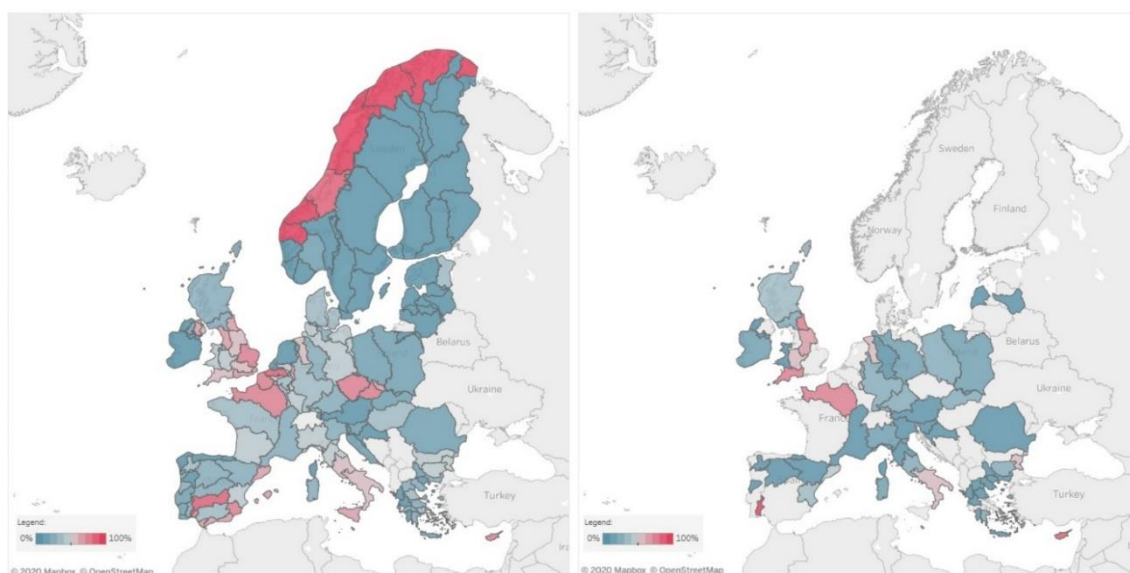 Sweden
Belarus
Ukraine
Turkey
Legend:
0%
100%
© 2020 Mapbox © OpenStreetMap
Sweden
Finland
Norway
Belarus
Ukraine
France
Turkey
Legend:
0%
100%
© 2020 Mapbox © OpenStreetMap